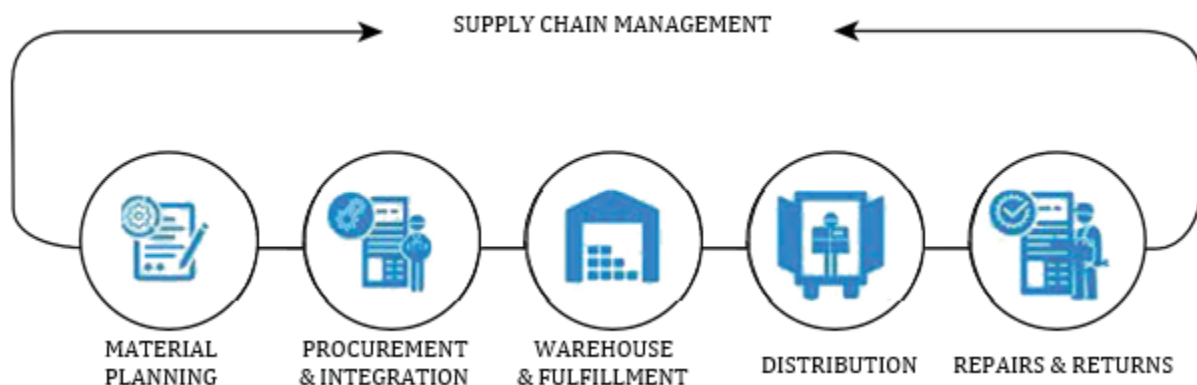 SUPPLY CHAIN MANAGEMENT
MATERIAL
PLANNING
PROCUREMENT
& INTEGRATION
WAREHOUSE
& FULFILLMENT
DISTRIBUTION
REPAIRS & RETURNS